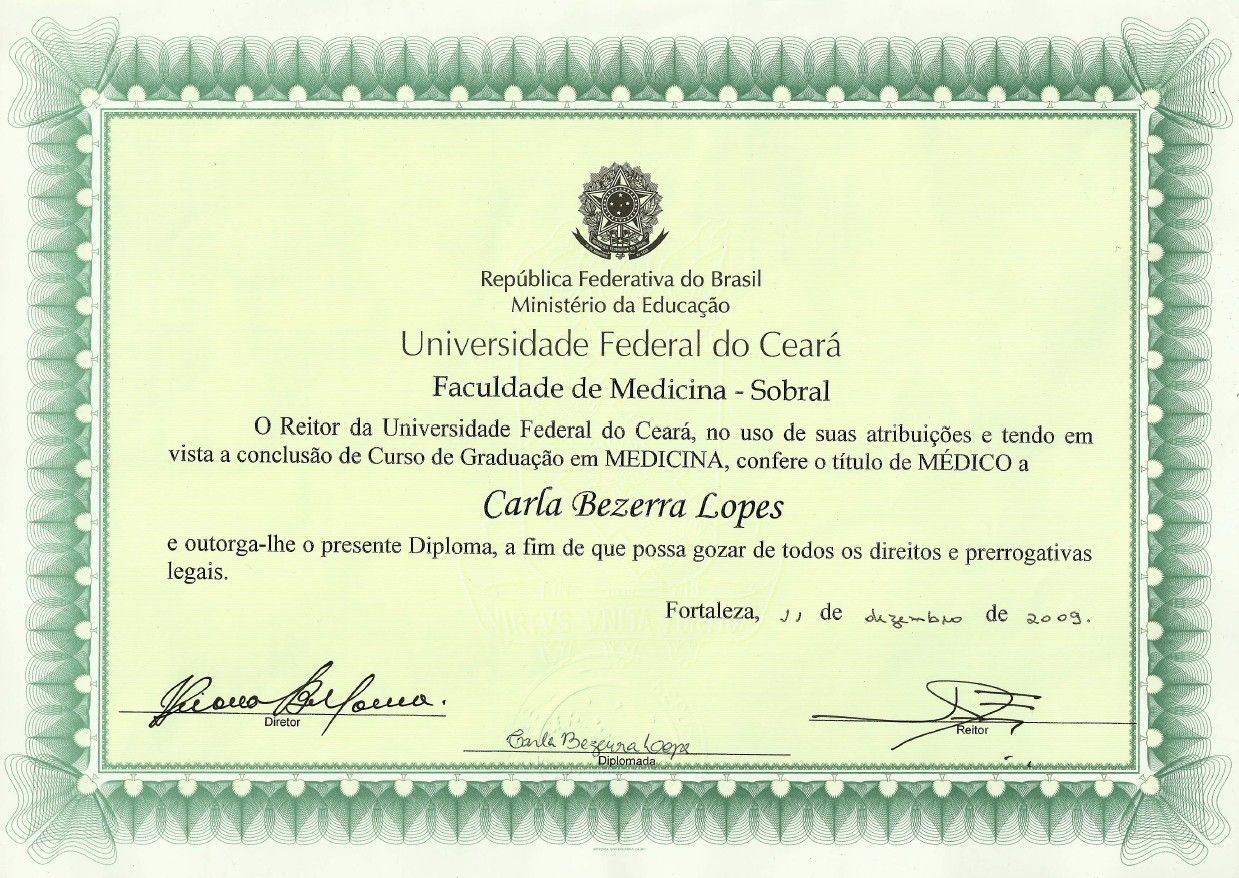 República Federativa do Brasil
Ministério da Educação
Universidade Federal do Ceará
Faculdade de Medicina - Sobral
O Reitor da Universidade Federal do Ceará, no uso de suas atribuições e tendo em
vista a conclusão de Curso de Graduação em MEDICINA, confere o título de MÉDICO a
Carla Bezerra Lopes
e outorga-lhe o presente Diploma, a fim de que possa gozar de todos os direitos e prerrogativas
legais.
Fortaleza, 11 de dezembro de 2009.
Diretor
Reitor
Carla Bezerra Lopes
Diplomada